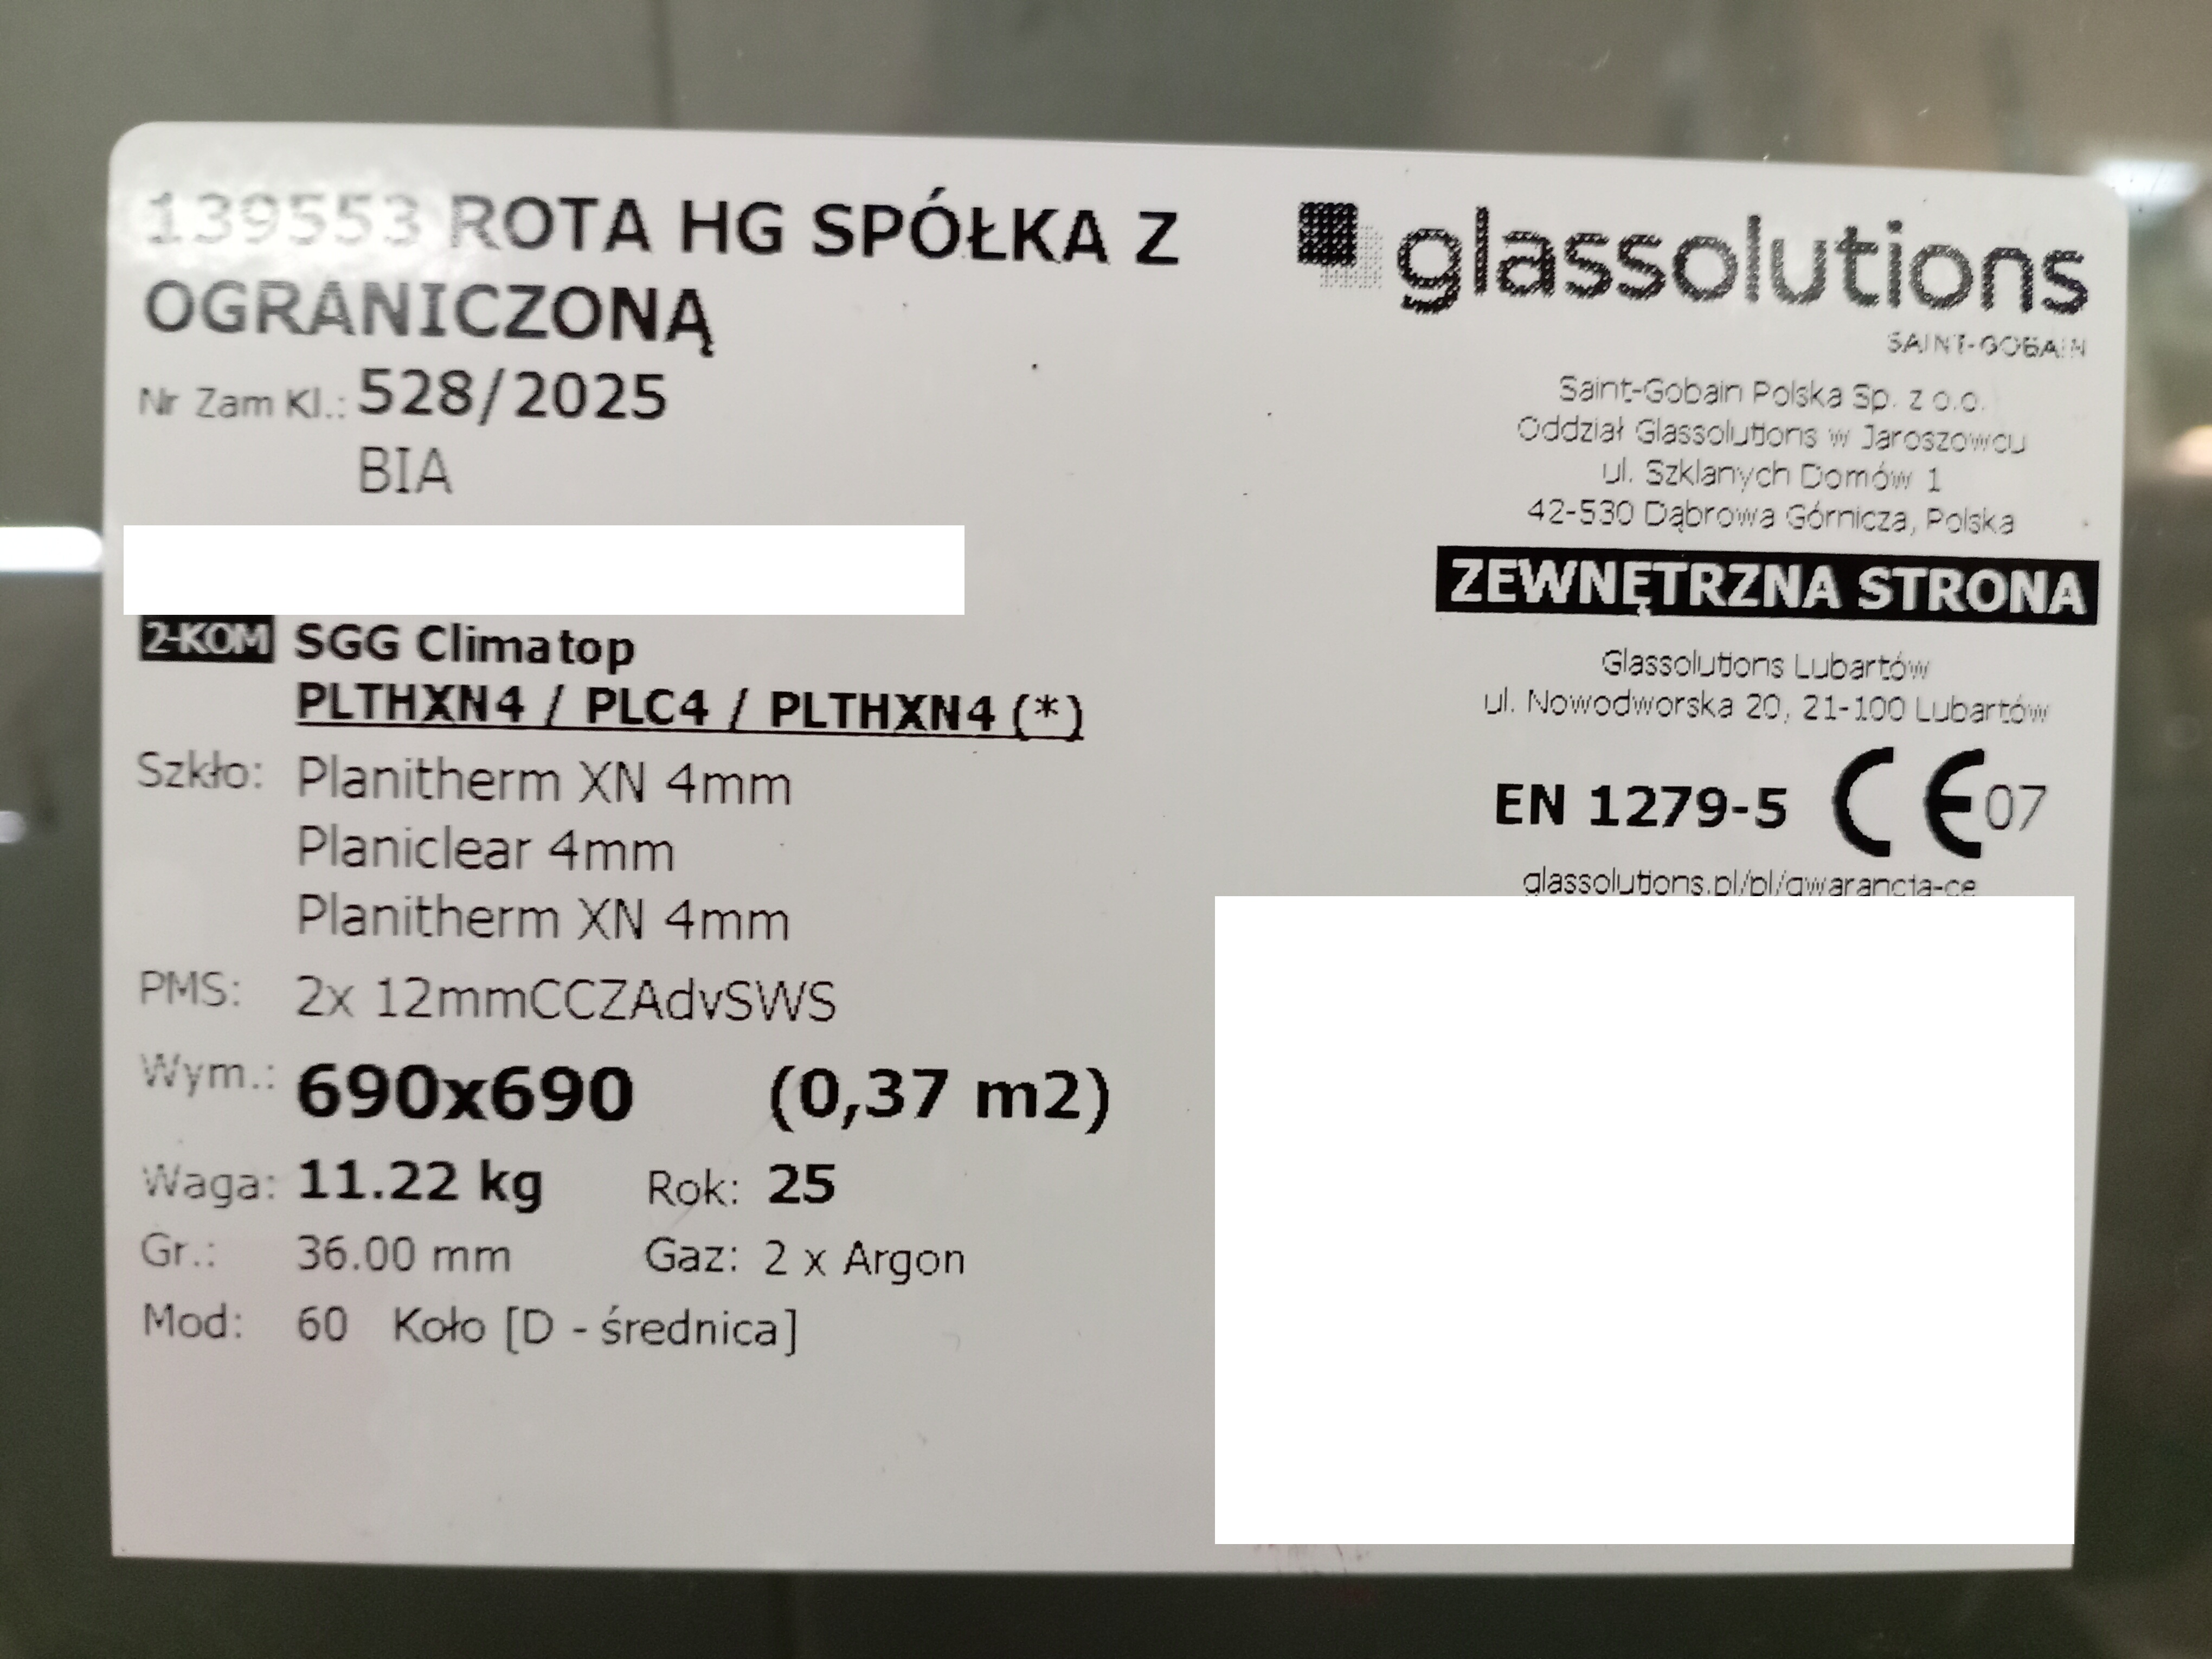 139553 ROTA HG SPÓŁKA Z
OGRANICZONĄ
Nr Zam Kl.: 528/2025
BIA
2-KOM SGG Climatop
PLTHXN4 / PLC4 / PLTHXN4 (*)
Szkło: Planitherm XN 4mm
Planiclear 4mm
Planitherm XN 4mm
PMS: 2x 12mmCCZAdvSWS
Wym.: 690x690 (0,37 m2)
Waga: 11.22 kg Rok: 25
Gr.: 36.00 mm Gaz: 2 x Argon
Mod: 60 Koło [D - średnica]
glassolutions
SAINT-GOBAIN
Saint-Gobain Polska Sp. z o.o.
Oddział Glassolutions w Jaroszowcu
ul. Szklanych Domów 1
42-530 Dąbrowa Górnicza, Polska
ZEWNĘTRZNA STRONA
Glassolutions Lubartów
ul. Nowodworska 20, 21-100 Lubartów
EN 1279-5 CE 07
glassolutions.pl/pl/gwarancja-ce